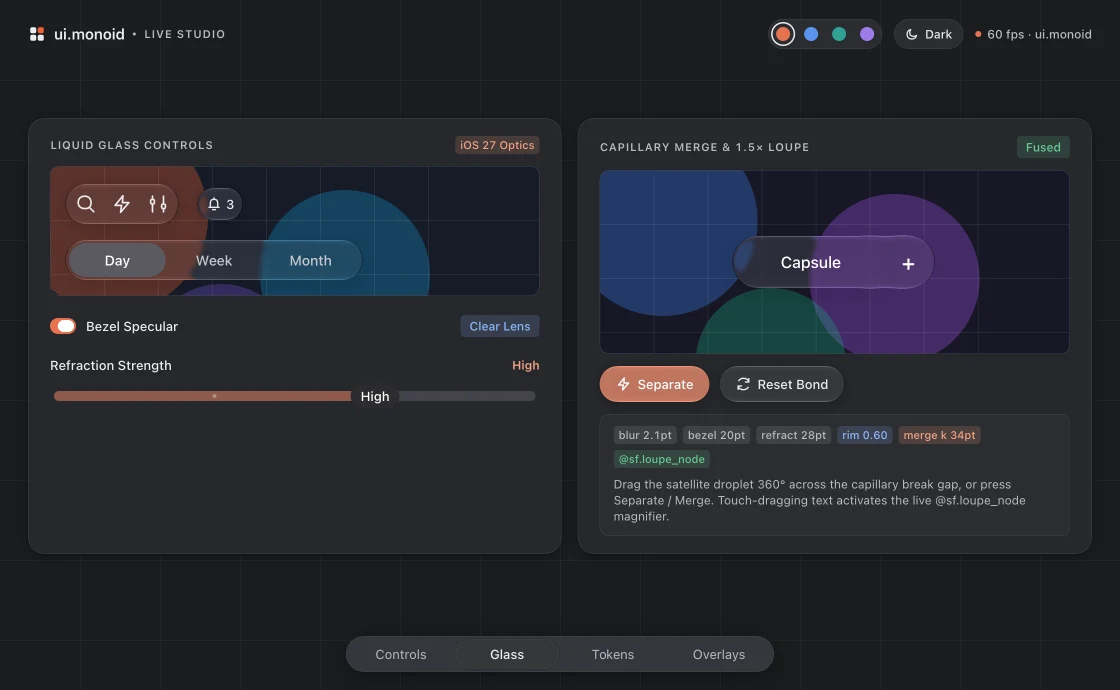 ui.monoid • LIVE STUDIO
Dark
60 fps · ui.monoid
LIQUID GLASS CONTROLS
iOS 27 Optics
3
Day
Week
Month
Bezel Specular
Clear Lens
Refraction Strength
High
High
CAPILLARY MERGE & 1.5× LOUPE
Fused
Capsule +
Separate
Reset Bond
blur 2.1pt
bezel 20pt
refract 28pt
rim 0.60
merge k 34pt
@sf.loupe_node
Drag the satellite droplet 360° across the capillary break gap, or press
Separate / Merge. Touch-dragging text activates the live @sf.loupe_node
magnifier.
Controls
Glass
Tokens
Overlays